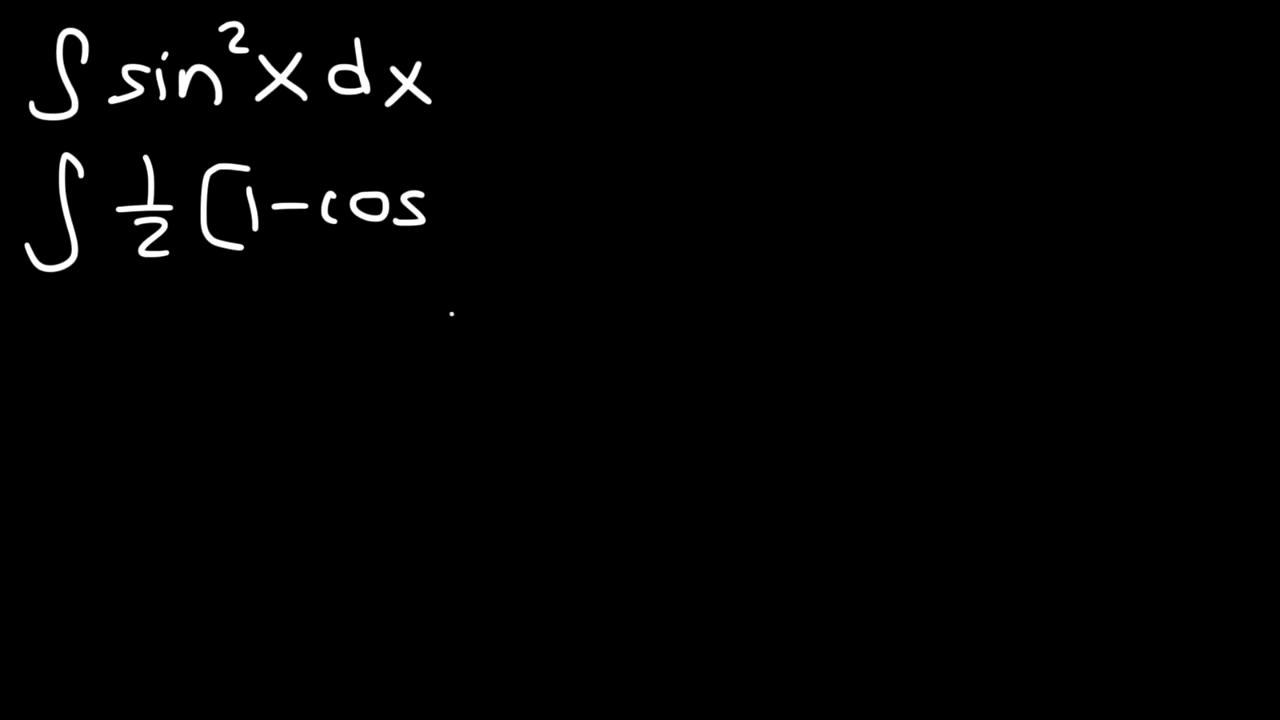 ∫ sin²x dx
∫ 1/2 [1 - cos